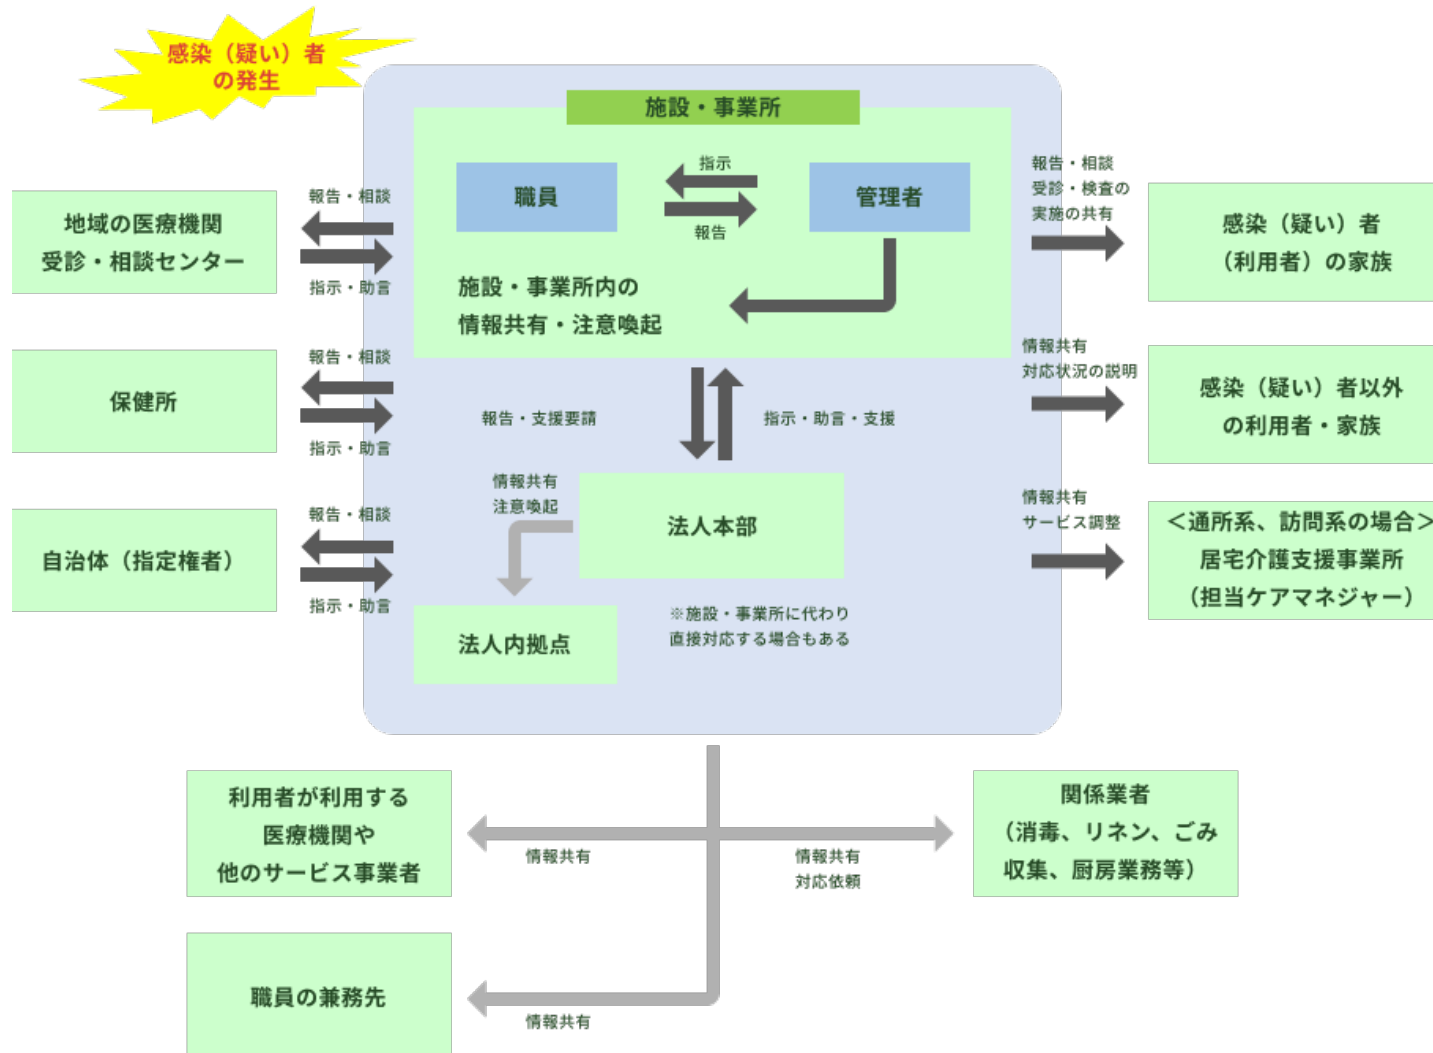 感染（疑い）者
の発生
施設・事業所
職員
指示
報告
管理者
施設・事業所内の
情報共有・注意喚起
地域の医療機関
受診・相談センター
報告・相談
指示・助言
保健所
報告・相談
指示・助言
自治体（指定権者）
報告・相談
指示・助言
報告・相談
受診・検査の
実施の共有
感染（疑い）者
（利用者）の家族
情報共有
対応状況の説明
感染（疑い）者以外
の利用者・家族
情報共有
サービス調整
＜通所系、訪問系の場合＞
居宅介護支援事業所
（担当ケアマネジャー）
報告・支援要請
指示・助言・支援
情報共有
注意喚起
法人本部
法人内拠点
※施設・事業所に代わり
直接対応する場合もある
利用者が利用する
医療機関や
他のサービス事業者
情報共有
情報共有
対応依頼
関係業者
（消毒、リネン、ごみ
収集、厨房業務等）
職員の兼務先
情報共有